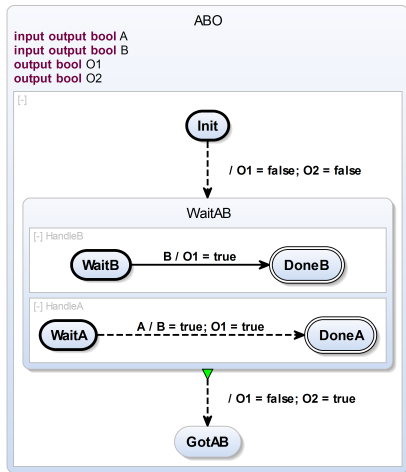 ABO
input output bool A
input output bool B
output bool O1
output bool O2
[-]
Init
/ O1 = false; O2 = false
WaitAB
[-] HandleB
WaitB
B / O1 = true
DoneB
[-] HandleA
WaitA
A / B = true; O1 = true
DoneA
/ O1 = false; O2 = true
GotAB